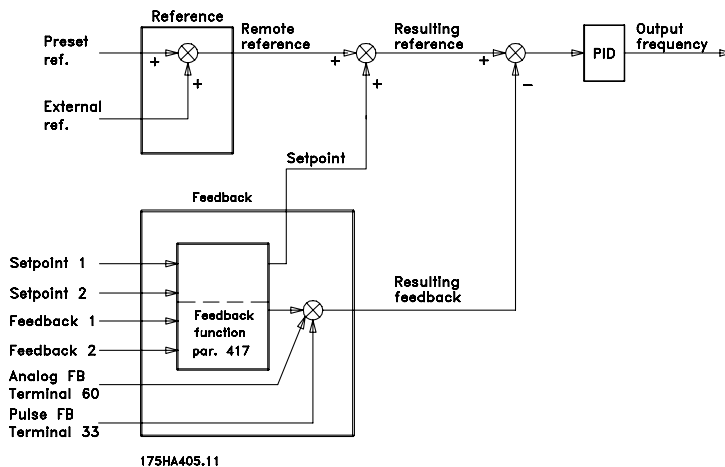 Reference
Preset
ref.
Remote
reference
Resulting
reference
Output
frequency
PID
+
+
+
+
+
−
External
ref.
Setpoint
Feedback
Setpoint 1
Setpoint 2
Feedback 1
Feedback 2
Feedback
function
par. 417
Resulting
feedback
Analog FB
Terminal 60
Pulse FB
Terminal 33
175HA405.11